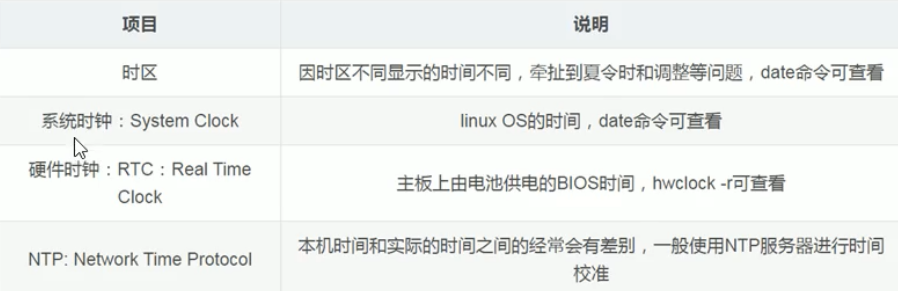 项目
说明
时区
因时区不同显示的时间不同，牵扯到夏令时和调整等问题，date命令可查看
系统时钟：System Clock
linux OS的时间，date命令可查看
硬件时钟：RTC：Real Time
Clock
主板上由电池供电的BIOS时间，hwclock -r可查看
NTP: Network Time Protocol
本机时间和实际的时间之间的经常会有差别，一般使用NTP服务器进行时间
校准